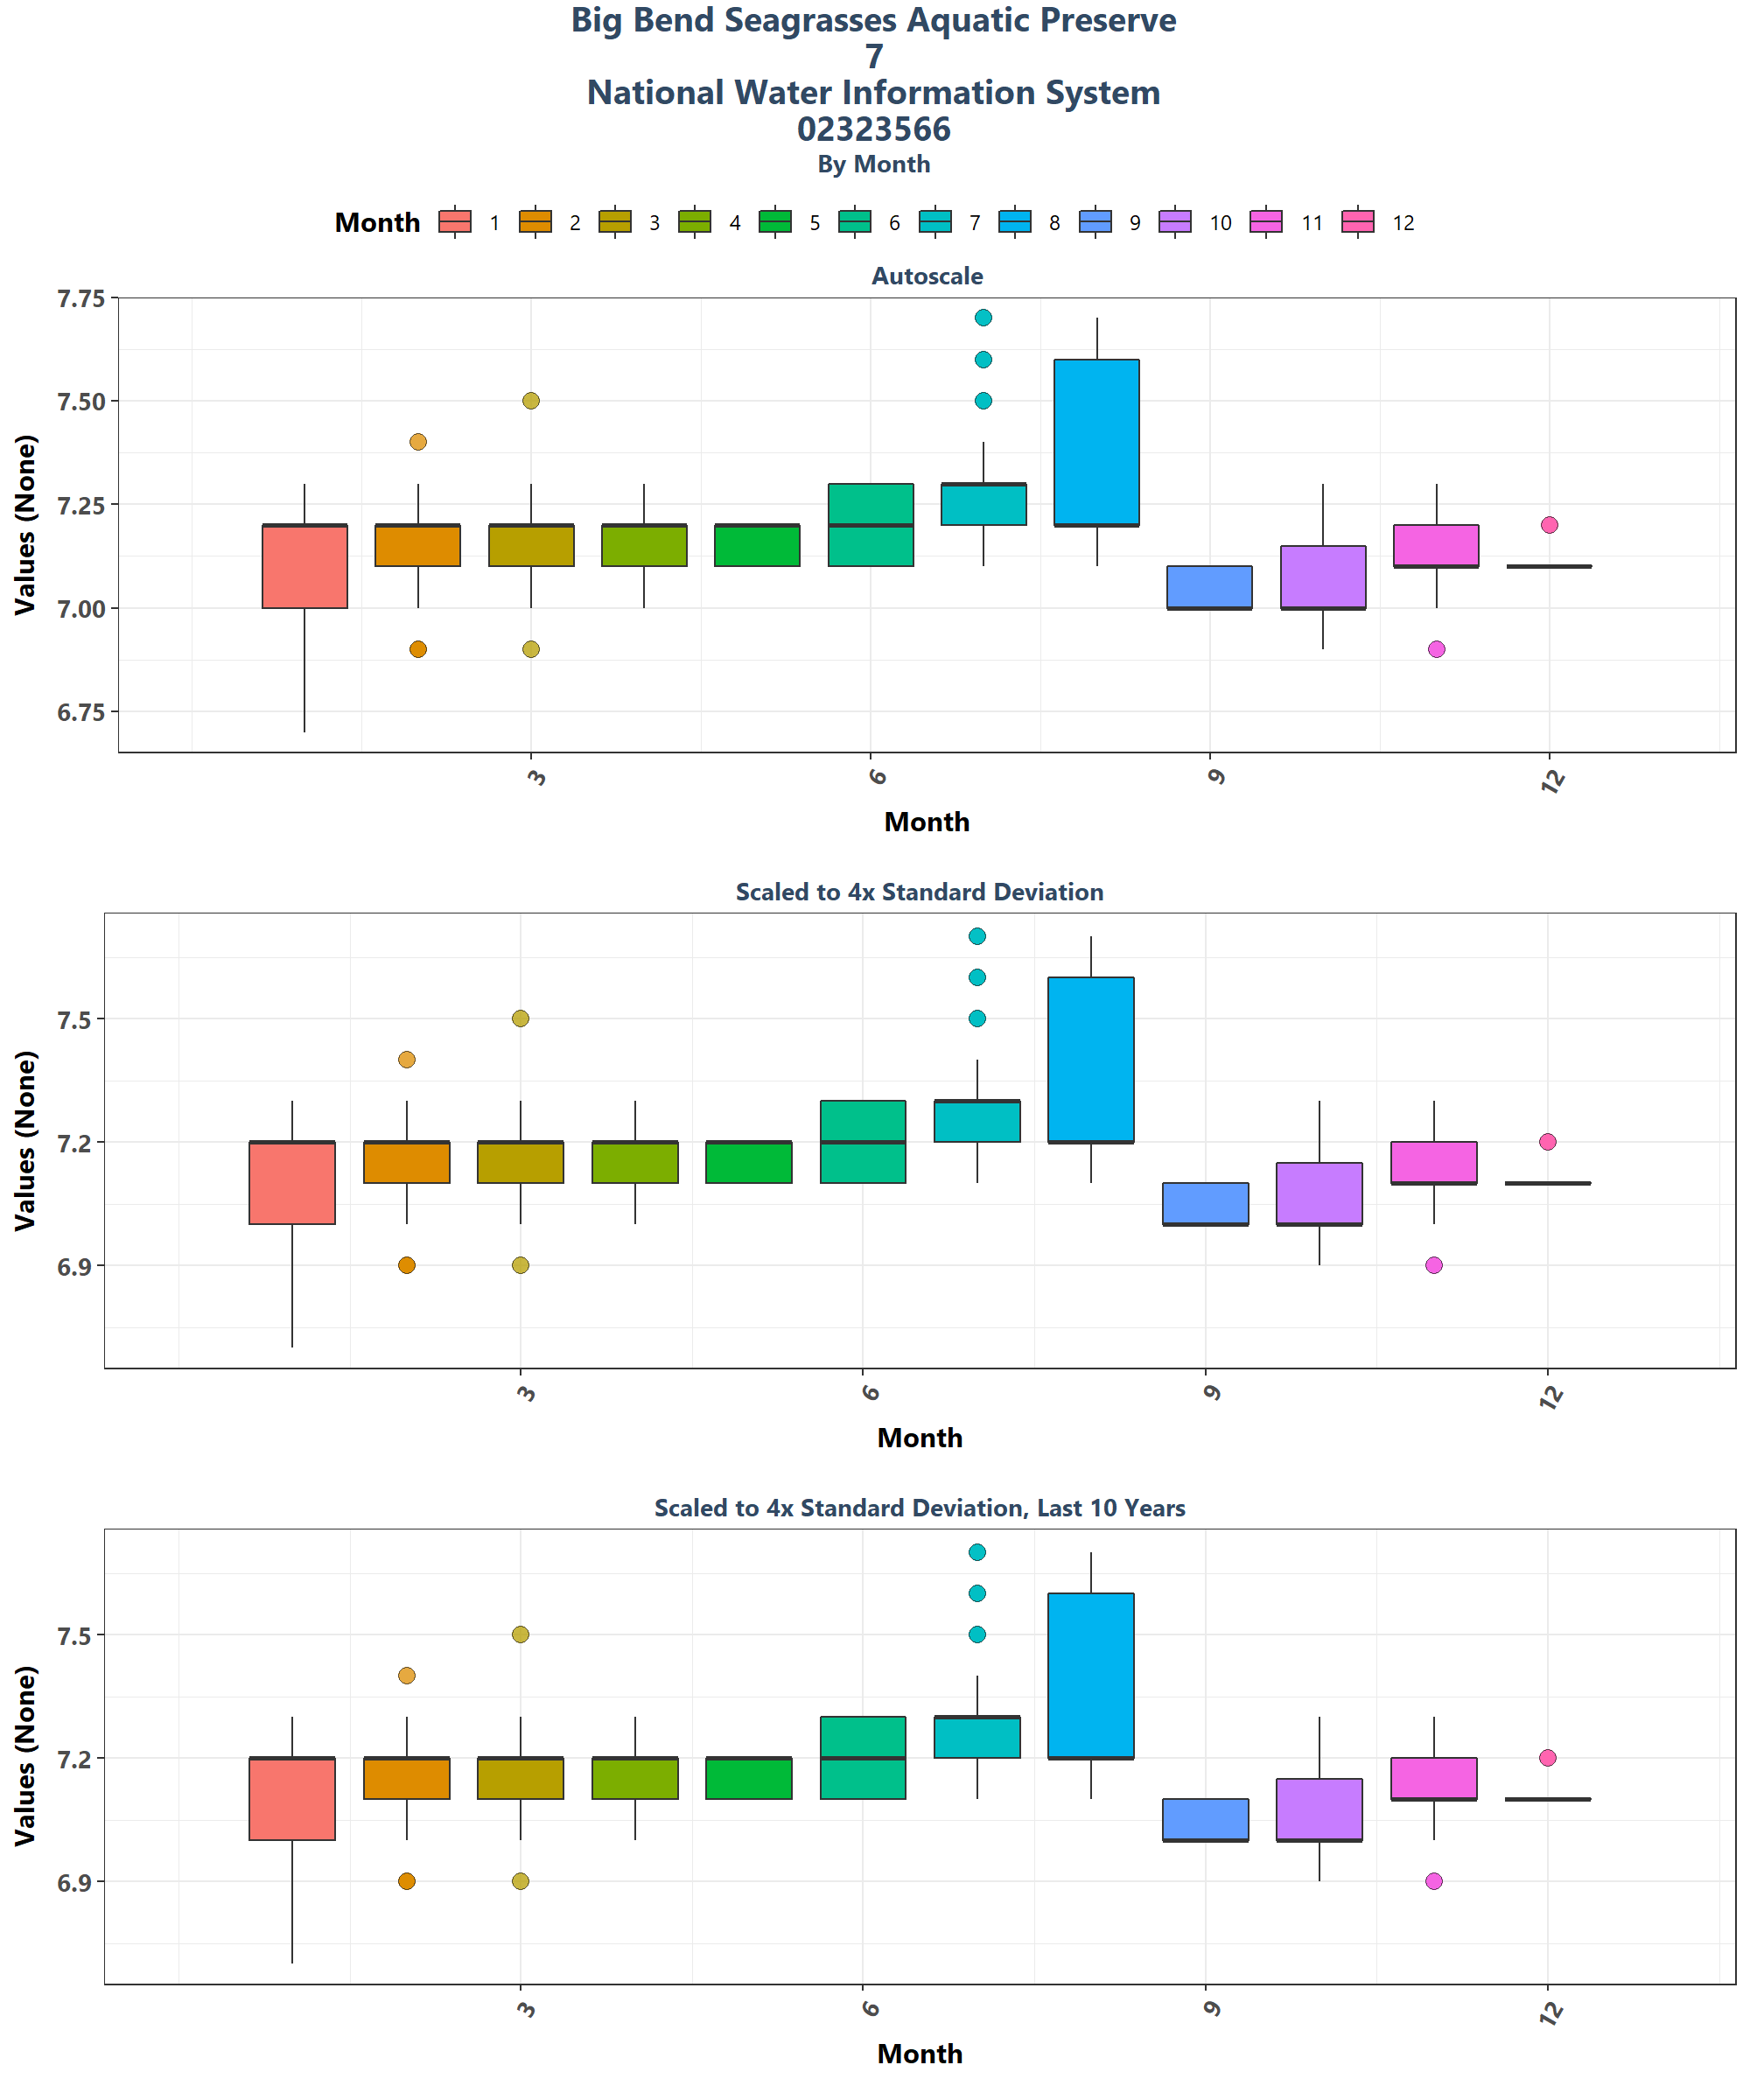 Big Bend Seagrasses Aquatic Preserve
7
National Water Information System
02323566
By Month
Month 1 2 3 4 5 6 7 8 9 10 11 12
Autoscale
7.75
7.50
7.25
7.00
6.75
Values (None)
3 6 9 12
Month
Scaled to 4x Standard Deviation
7.5
7.2
6.9
Values (None)
3 6 9 12
Month
Scaled to 4x Standard Deviation, Last 10 Years
7.5
7.2
6.9
Values (None)
3 6 9 12
Month